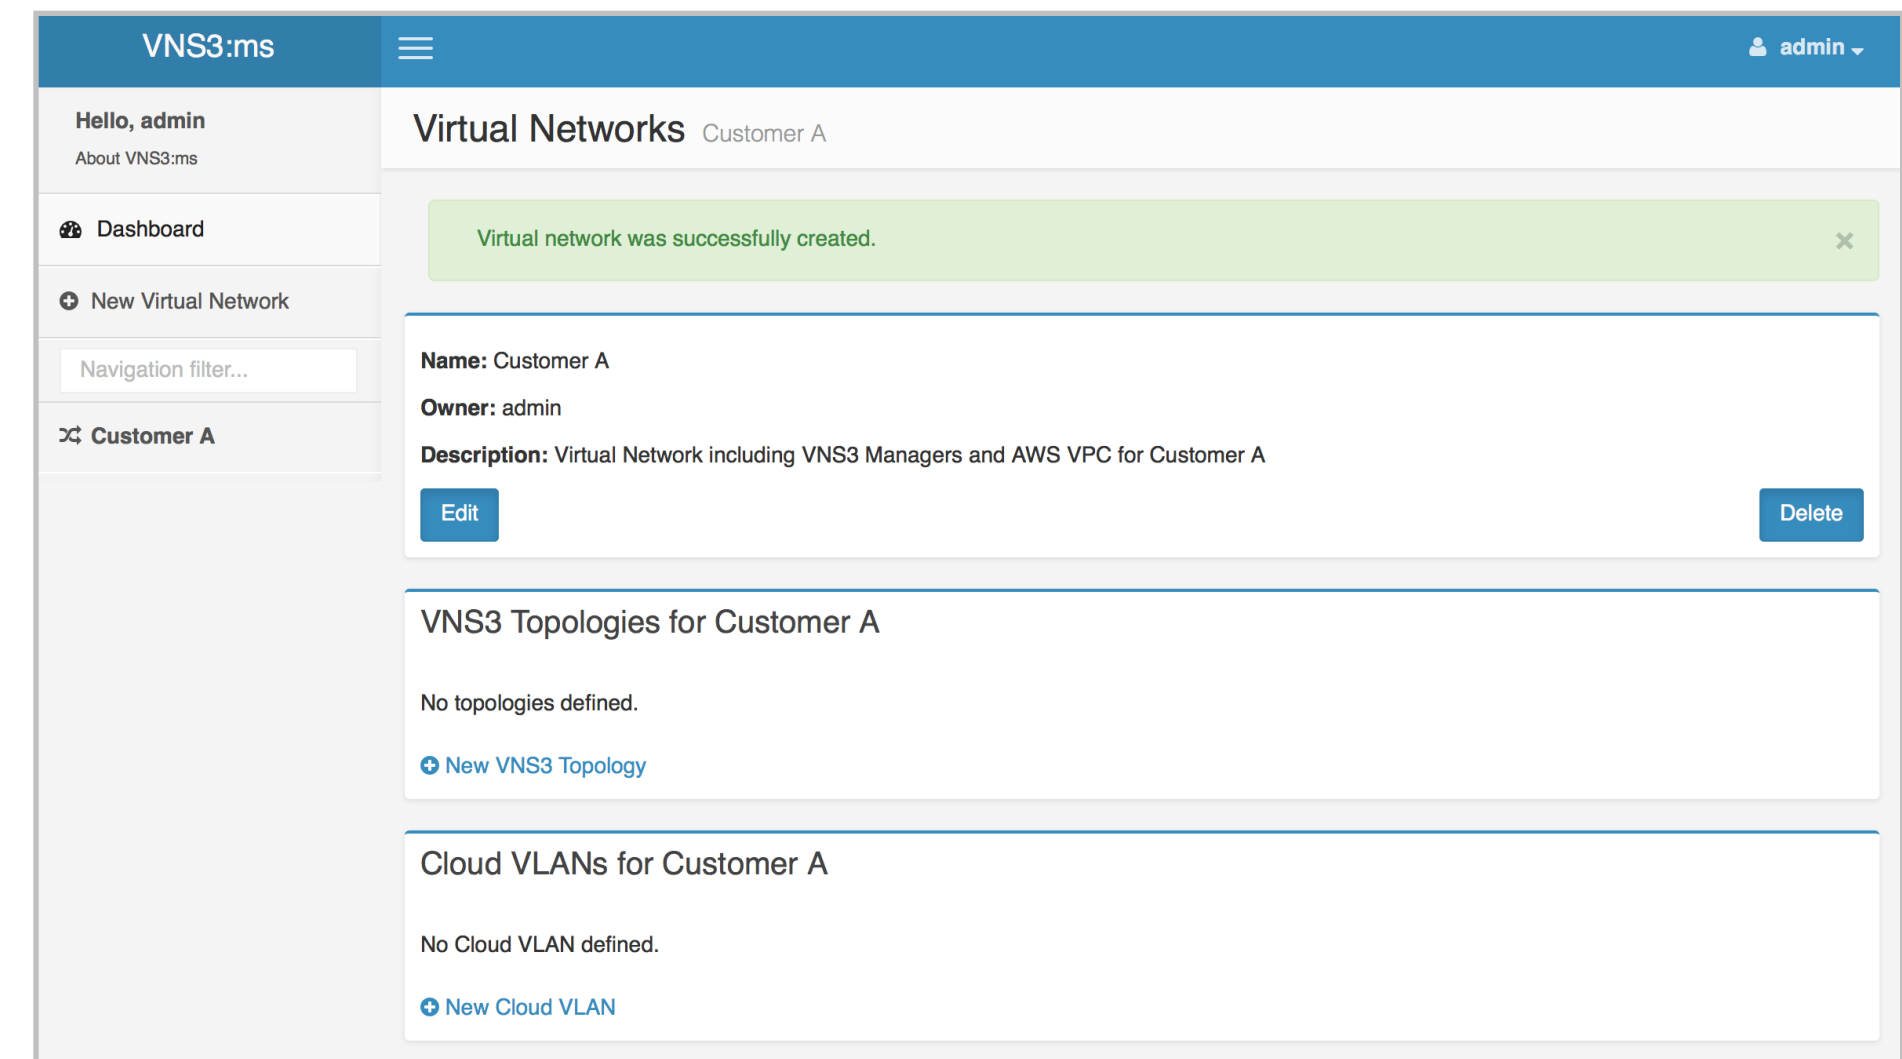 VNS3:ms
admin
Hello, admin
About VNS3:ms
Dashboard
New Virtual Network
Navigation filter...
Customer A
Virtual Networks Customer A
Virtual network was successfully created.
×
Name: Customer A
Owner: admin
Description: Virtual Network including VNS3 Managers and AWS VPC for Customer A
Edit
Delete
VNS3 Topologies for Customer A
No topologies defined.
New VNS3 Topology
Cloud VLANs for Customer A
No Cloud VLAN defined.
New Cloud VLAN